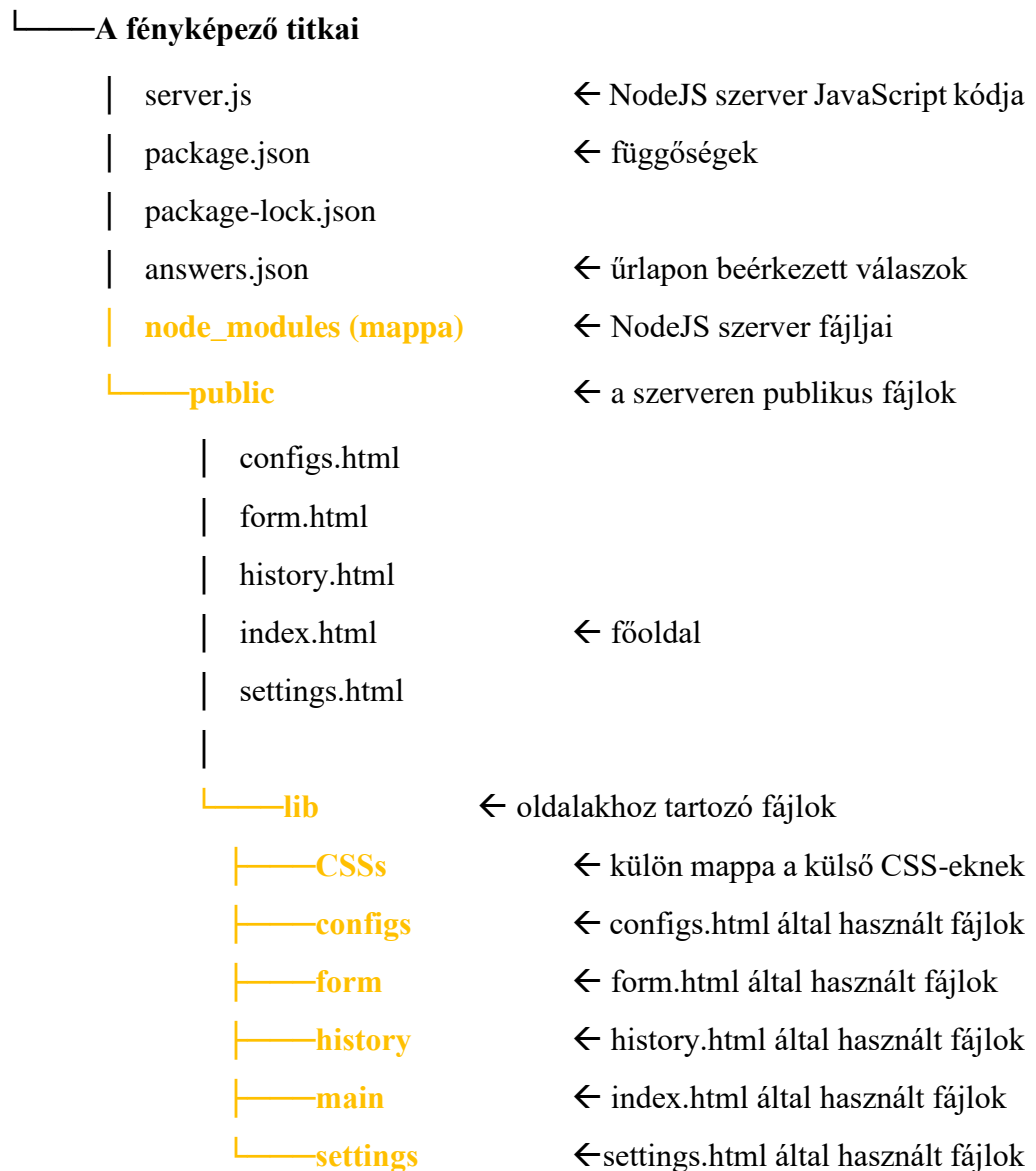 └────A fényképező titkai
│ server.js ← NodeJS szerver JavaScript kódja
│ package.json ← függőségek
│ package-lock.json
│ answers.json ← űrlapon beérkezett válaszok
│ node_modules (mappa) ← NodeJS szerver fájljai
└────public ← a szerveren publikus fájlok
│ configs.html
│ form.html
│ history.html
│ index.html ← főoldal
│ settings.html
│
└────lib ← oldalakhoz tartozó fájlok
├────CSSs ← külön mappa a külső CSS-eknek
├────configs ← configs.html által használt fájlok
├────form ← form.html által használt fájlok
├────history ← history.html által használt fájlok
├────main ← index.html által használt fájlok
└────settings ←settings.html által használt fájlok